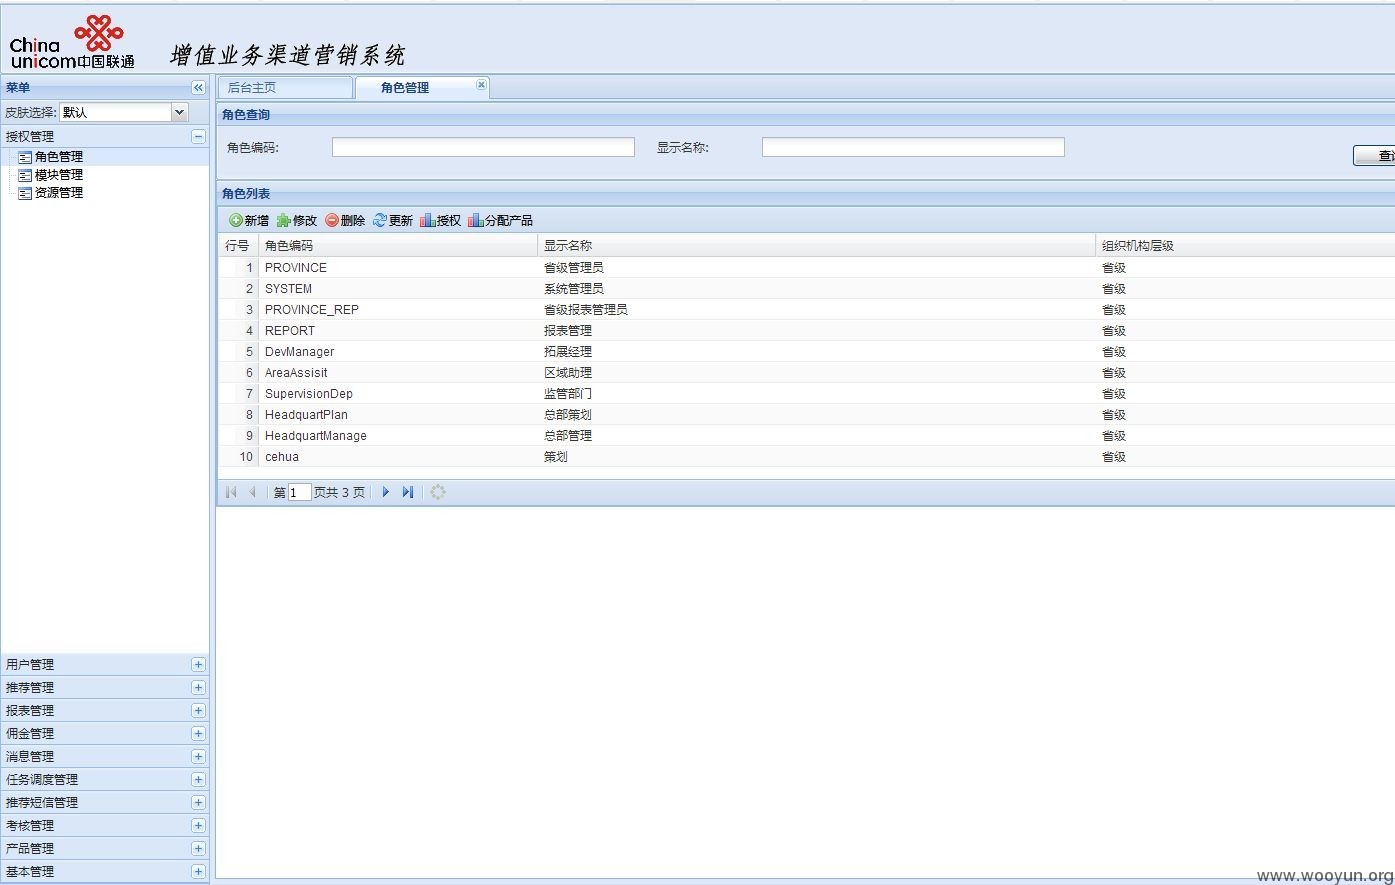 China unicom中国联通
增值业务渠道营销系统
菜单
皮肤选择: 默认
授权管理
角色管理
模块管理
资源管理
用户管理
推荐管理
报表管理
佣金管理
消息管理
任务调度管理
推荐短信管理
考核管理
产品管理
基本管理
后台主页 角色管理
角色查询
角色编码: 显示名称: 查
角色列表
新增 修改 删除 更新 授权 分配产品
行号 角色编码 显示名称 组织机构层级
1 PROVINCE 省级管理员 省级
2 SYSTEM 系统管理员 省级
3 PROVINCE_REP 省级报表管理员 省级
4 REPORT 报表管理 省级
5 DevManager 拓展经理 省级
6 AreaAssisit 区域助理 省级
7 SupervisionDep 监管部门 省级
8 HeadquartPlan 总部策划 省级
9 HeadquartManage 总部管理 省级
10 cehua 策划 省级
第 1 页共 3 页
www.wooyun.org